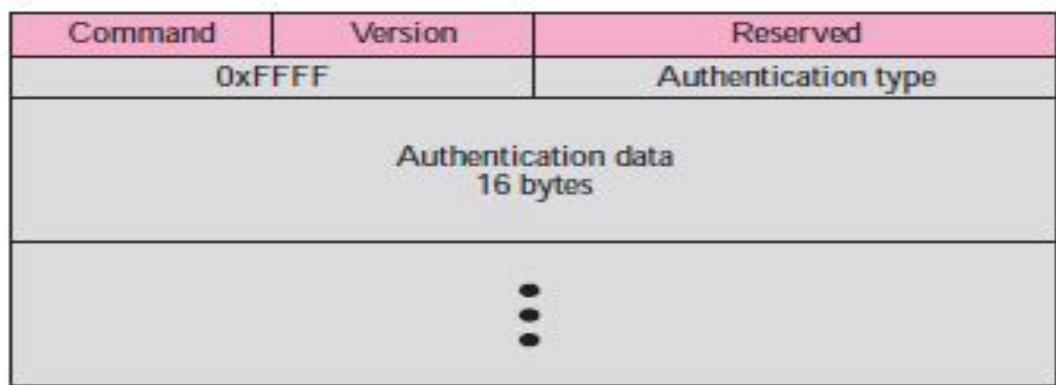 Command Version Reserved
0xFFFF Authentication type
Authentication data
16 bytes